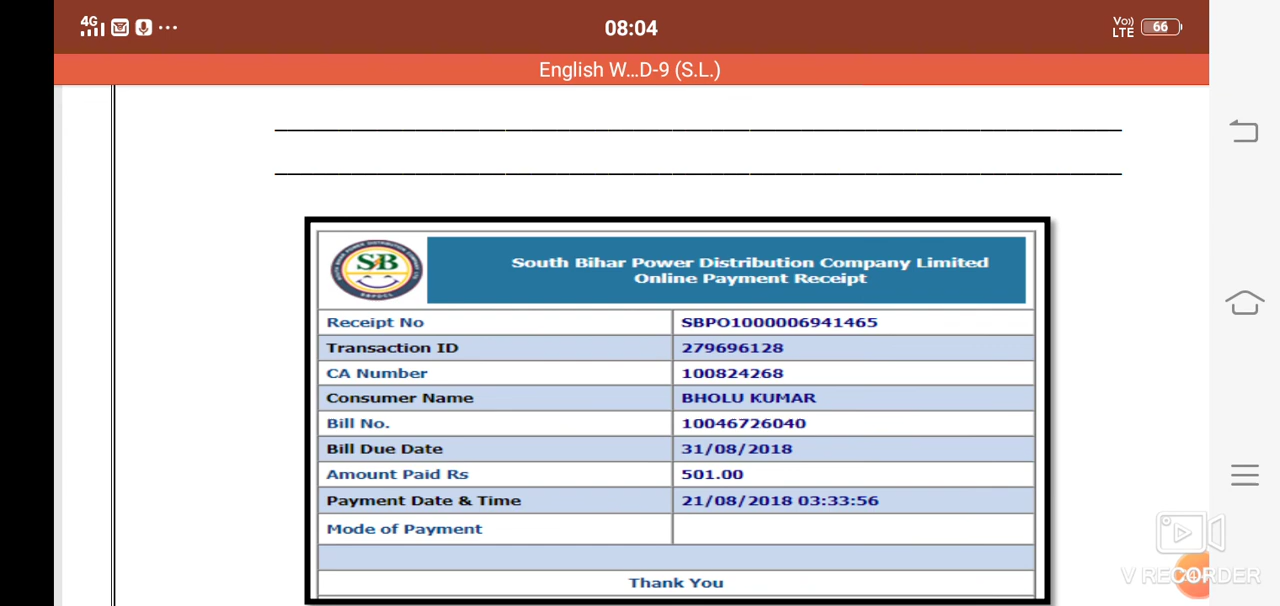 4G 08:04 Vo)) LTE 66
English W...D-9 (S.L.)
SB
SBPDCL
South Bihar Power Distribution Company Limited
Online Payment Receipt
Receipt No SBPO1000006941465
Transaction ID 279696128
CA Number 100824268
Consumer Name BHOLU KUMAR
Bill No. 10046726040
Bill Due Date 31/08/2018
Amount Paid Rs 501.00
Payment Date & Time 21/08/2018 03:33:56
Mode of Payment
Thank You
V RECORDER